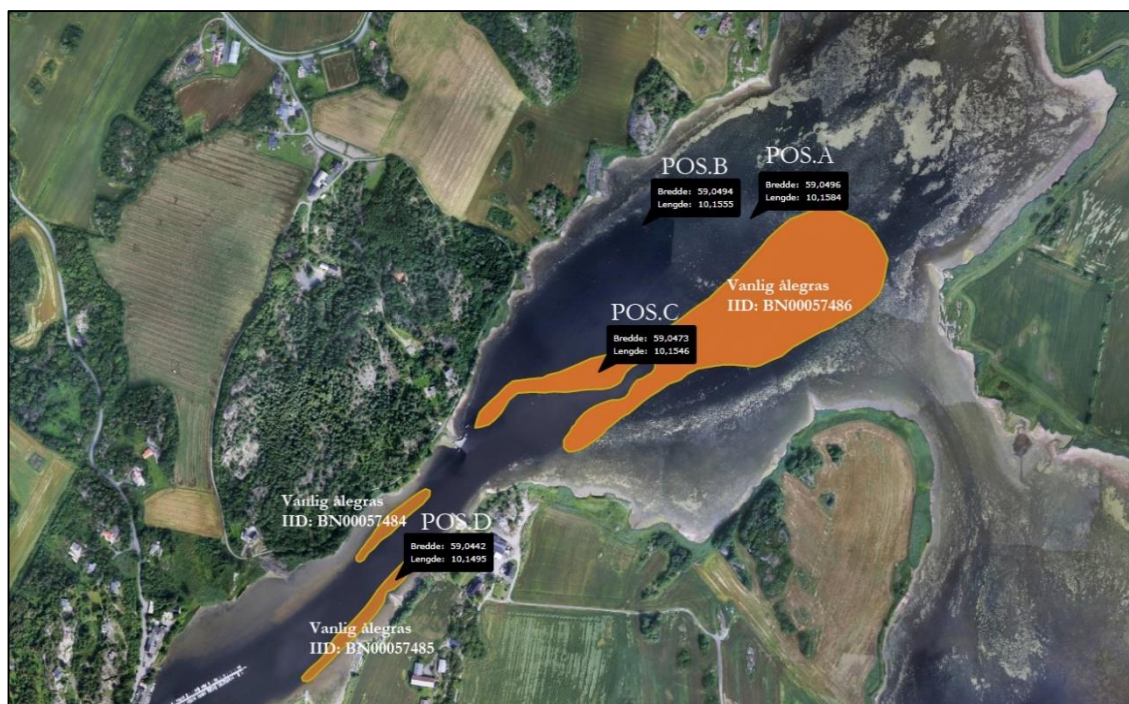 POS.A
Bredde: 59,0496
Lengde: 10,1584
POS.B
Bredde: 59,0494
Lengde: 10,1555
Vanlig ålegras
IID: BN00057486
POS.C
Bredde: 59,0473
Lengde: 10,1546
Vanlig ålegras
IID: BN00057484
POS.D
Bredde: 59,0442
Lengde: 10,1495
Vanlig ålegras
IID: BN00057485